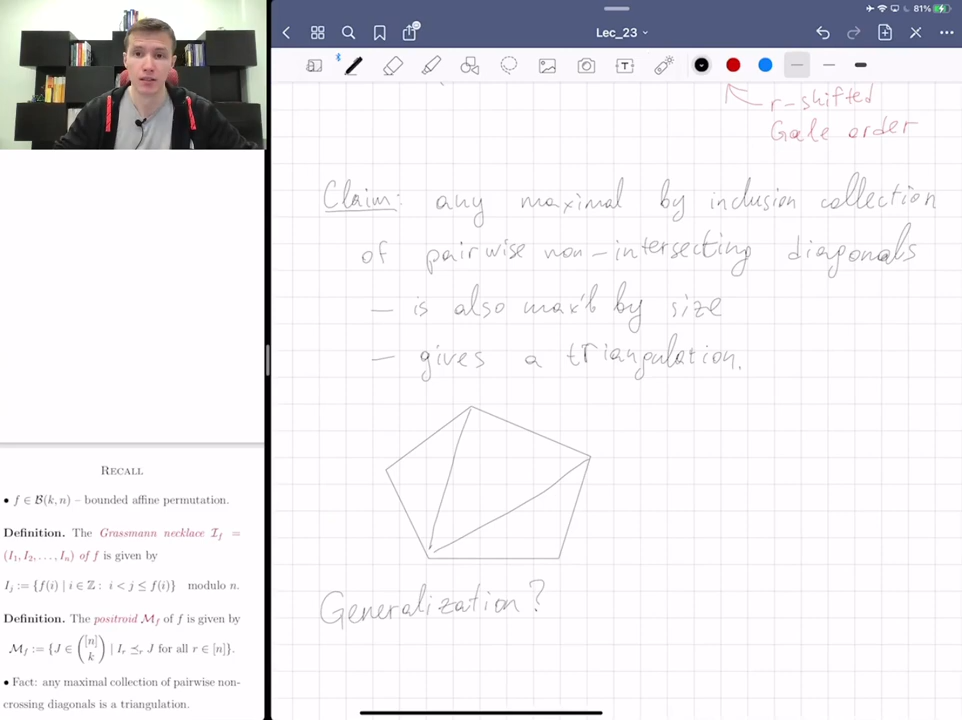 81%
Lec_23
r-shifted
Gale order
Claim: any maximal by inclusion collection
of pairwise non-intersecting diagonals
– is also max'l by size
– gives a triangulation.
Generalization?
RECALL
• f ∈ B(k, n) – bounded affine permutation.
Definition. The Grassmann necklace I_f =
(I_1, I_2, . . . , I_n) of f is given by
I_j := {f(i) | i ∈ ℤ : i < j ≤ f(i)} modulo n.
Definition. The positroid M_f of f is given by
M_f := {J ∈ ([n] k) | I_r ⪯_r J for all r ∈ [n]}.
• Fact: any maximal collection of pairwise non-
crossing diagonals is a triangulation.